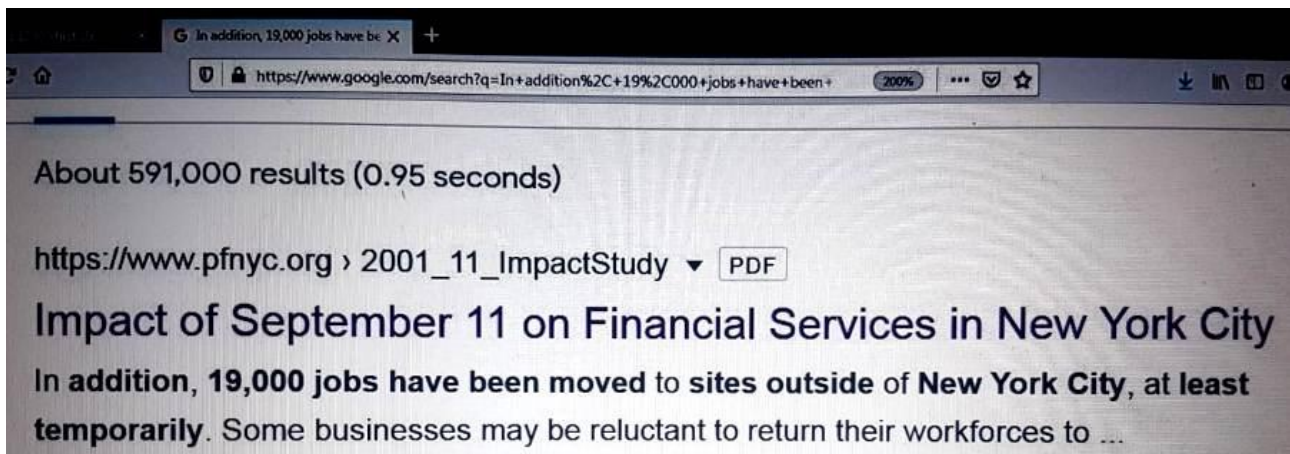 In addition, 19,000 jobs have be
https://www.google.com/search?q=In+addition%2C+19%2C000+jobs+have+been+ 200%
About 591,000 results (0.95 seconds)
https://www.pfnyc.org › 2001_11_ImpactStudy PDF
Impact of September 11 on Financial Services in New York City
In addition, 19,000 jobs have been moved to sites outside of New York City, at least
temporarily. Some businesses may be reluctant to return their workforces to ...